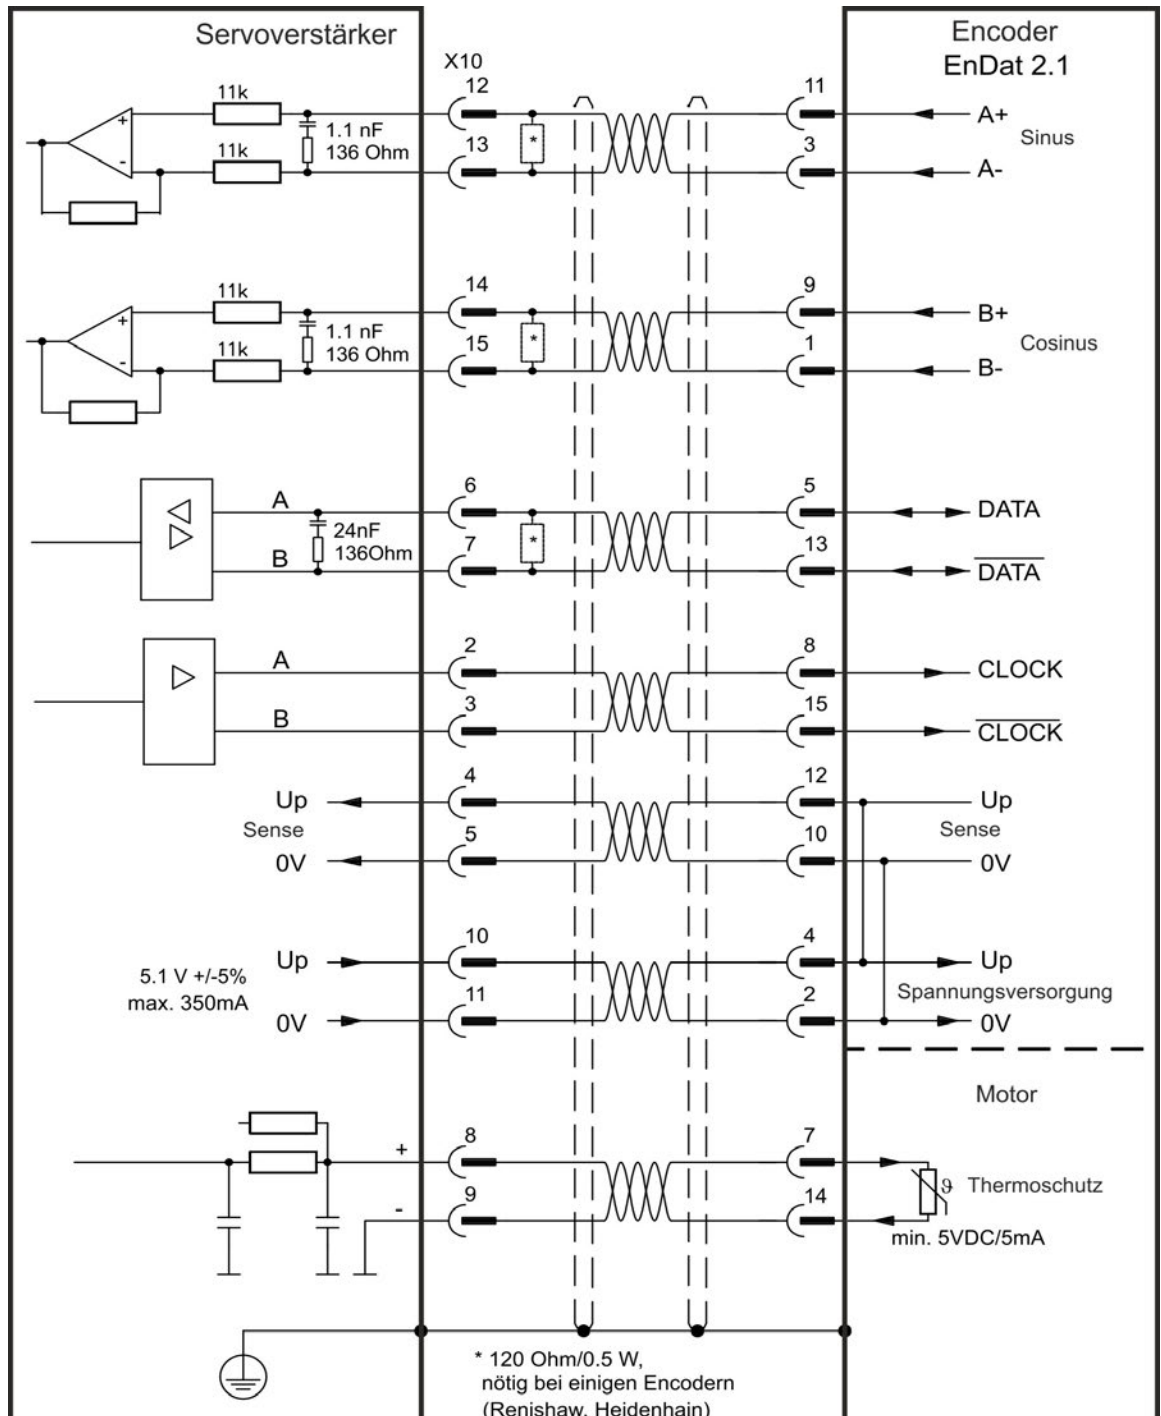 Servoverstärker
Encoder
EnDat 2.1
X10
11k
12
11
A+
+
1.1 nF
136 Ohm
*
Sinus
11k
13
3
A-
-
11k
14
9
B+
+
1.1 nF
136 Ohm
*
Cosinus
11k
15
1
B-
-
A
6
5
DATA
24nF
136Ohm
*
B
7
13
DATA
A
2
8
CLOCK
B
3
15
CLOCK
Up
4
12
Up
Sense
Sense
0V
5
10
0V
Up
10
4
Up
5.1 V +/-5%
max. 350mA
Spannungsversorgung
0V
11
2
0V
Motor
+
8
7
ϑ Thermoschutz
-
9
14
min. 5VDC/5mA
* 120 Ohm/0.5 W,
nötig bei einigen Encodern
(Renishaw, Heidenhain)